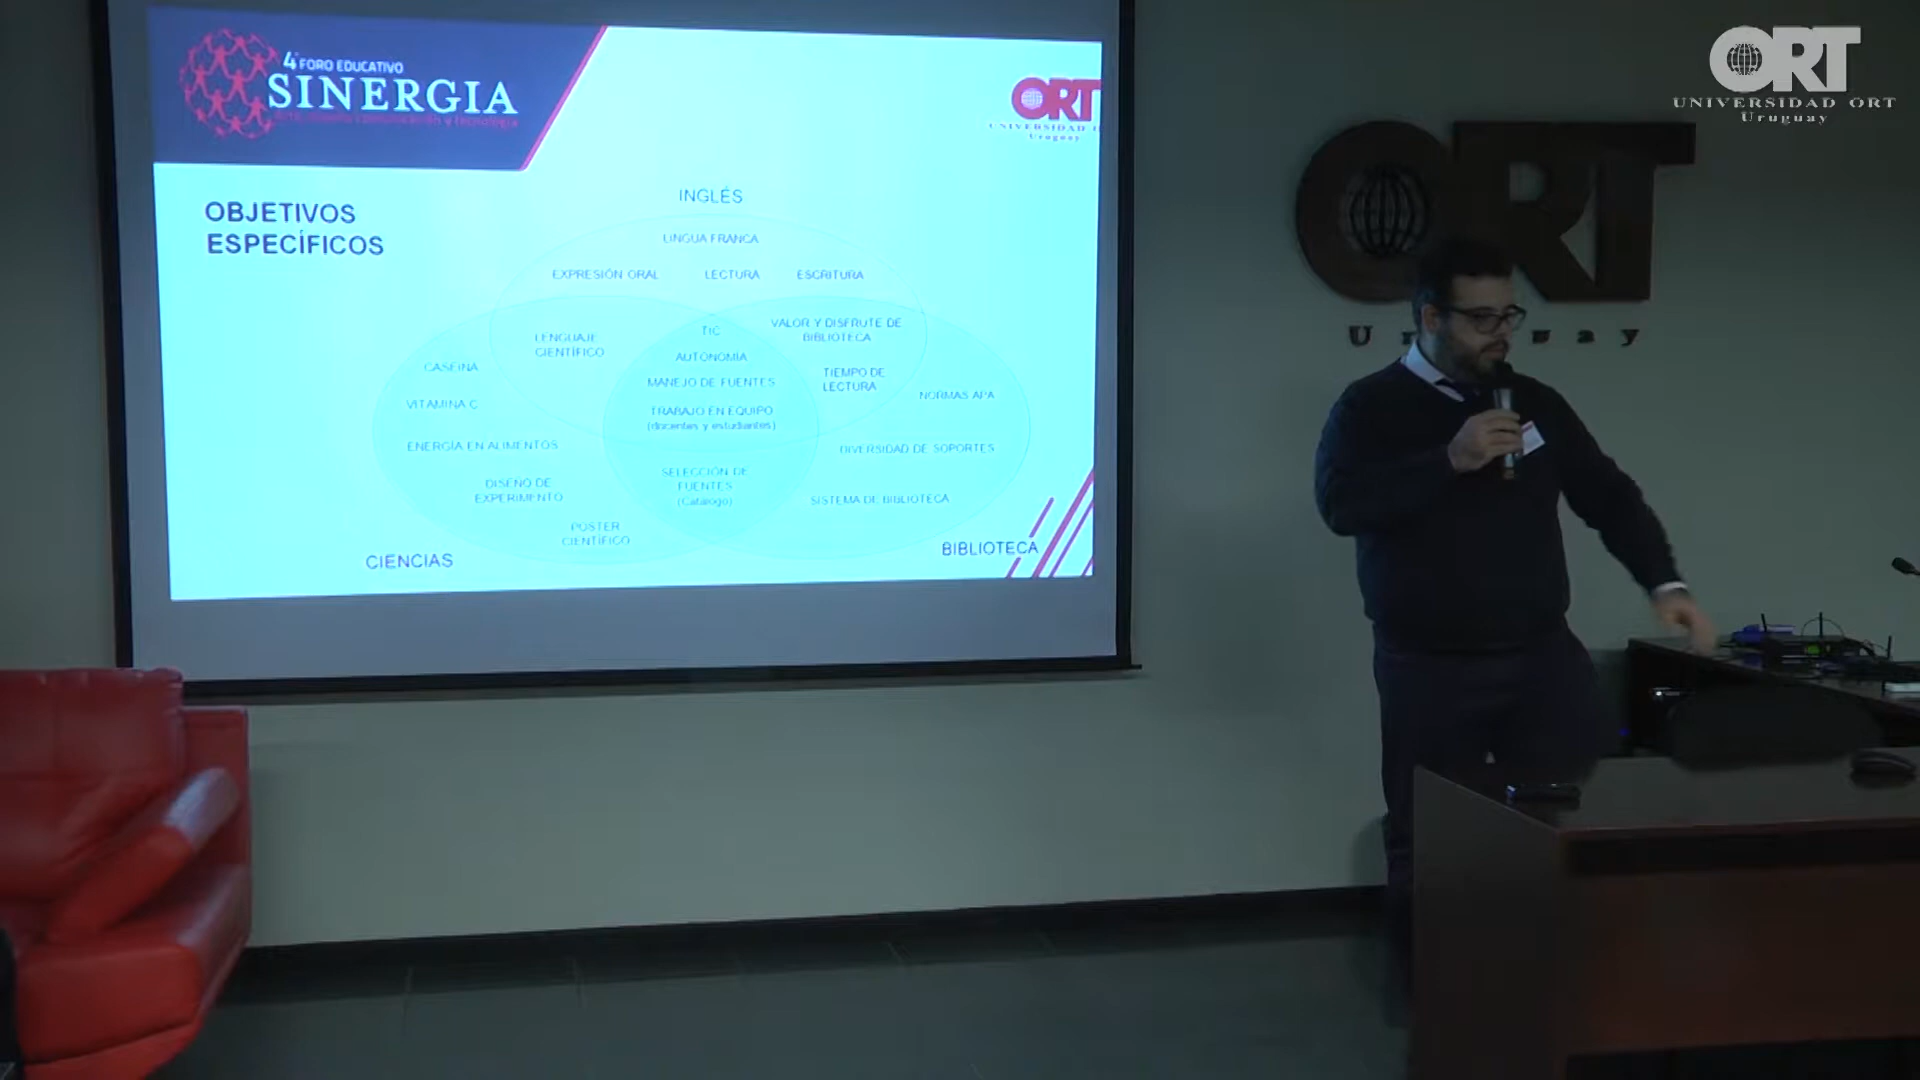 4° FORO EDUCATIVO
SINERGIA
ORT
Uruguay
OBJETIVOS
ESPECÍFICOS
INGLÉS
LINGUA FRANCA
EXPRESIÓN ORAL
LECTURA
ESCRITURA
LENGUAJE
CIENTÍFICO
TIC
AUTONOMÍA
MANEJO DE FUENTES
TRABAJO EN EQUIPO
(docentes y estudiantes)
VALOR Y DISFRUTE DE
BIBLIOTECA
TIEMPO DE
LECTURA
CASEÍNA
VITAMINA C
ENERGÍA EN ALIMENTOS
DISEÑO DE
EXPERIMENTO
PÓSTER
CIENTÍFICO
SELECCIÓN DE
FUENTES
(Catálogo)
NORMAS APA
DIVERSIDAD DE SOPORTES
SISTEMA DE BIBLIOTECA
CIENCIAS
BIBLIOTECA
ORT
ORT
UNIVERSIDAD ORT
Uruguay